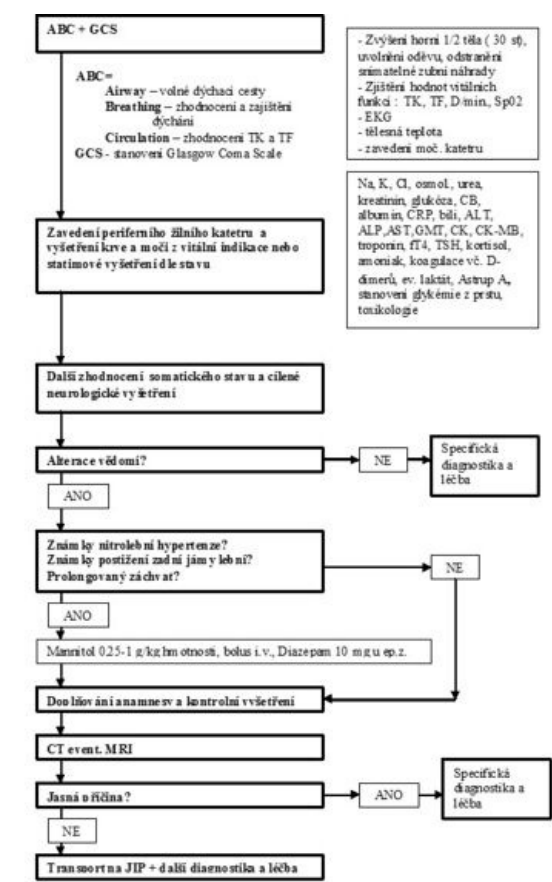 ABC + GCS
ABC=
Airway – volné dýchací cesty
Breathing – zhodnocení a zajištění
dýchání
Circulation – zhodnocení TK a TF
GCS - stanovení Glasgow Coma Scale
- Zvýšení horní 1/2 těla ( 30 st),
uvolnění oděvu, odstranění
snímatelné zubní náhrady
- Zjištění hodnot vitálních
funkcí : TK, TF, D/min., Sp02
- EKG
- tělesná teplota
- zavedení moč. katetru
Zavedení periferního žilního katetru a
vyšetření krve a moči z vitální indikace nebo
statimové vyšetření dle stavu
Na, K, Cl, osmol., urea,
kreatinin, glukóza, CB,
albumin, CRP, bili, ALT,
ALP,AST,GMT, CK, CK-MB,
troponin, fT4, TSH, kortisol,
amoniak, koagulace vč. D-
dimerů, ev. laktát, Astrup A,
stanovení glykémie z prstu,
toxikologie
Další zhodnocení somatického stavu a cílené
neurologické vyšetření
Alterace vědomí?
NE
Specifická
diagnostika a
léčba
ANO
Známky nitrolební hypertenze?
Známky postižení zadní jámy lební?
Prolongovaný záchvat?
NE
ANO
Mannitol 0.25-1 g/kg hmotnosti, bolus i.v., Diazepam 10 mg u ep.z.
Doplňování anamnesy a kontrolní vyšetření
CT event. MRI
Jasná příčina?
ANO
Specifická
diagnostika a
léčba
NE
Transport na JIP + další diagnostika a léčba